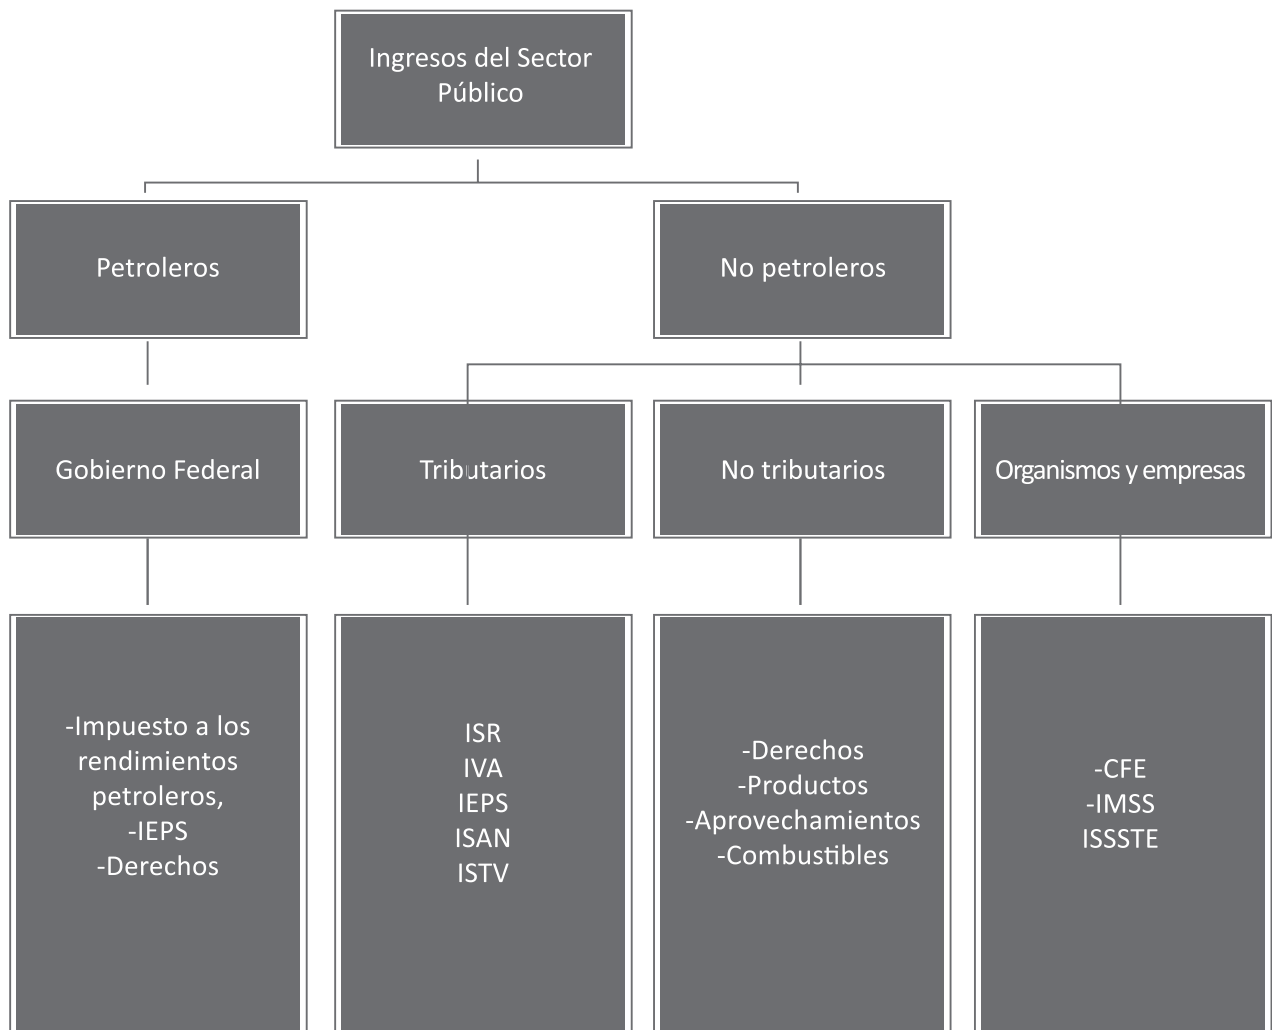 Ingresos del Sector
Público
Petroleros
No petroleros
Gobierno Federal
Tributarios
No tributarios
Organismos y empresas
-Impuesto a los
rendimientos
petroleros,
-IEPS
-Derechos
ISR
IVA
IEPS
ISAN
ISTV
-Derechos
-Productos
-Aprovechamientos
-Combustibles
-CFE
-IMSS
ISSSTE